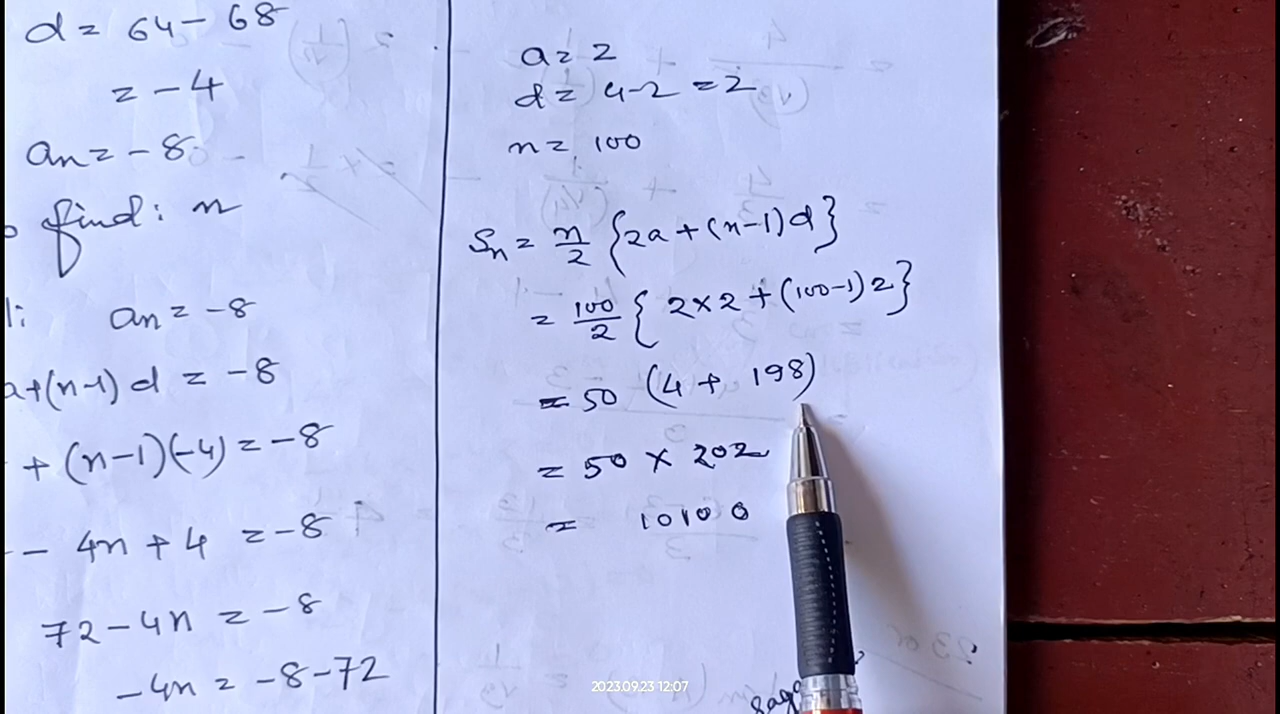 d = 64 - 68
= -4
an = -8
find: n
an = -8
a+(n-1) d = -8
+ (n-1)(-4) = -8
- 4n + 4 = -8
72 - 4n = -8
-4n = -8-72
a = 2
d = 4-2 = 2
n = 100
Sn = n/2 {2a + (n-1) d}
= 100/2 { 2×2 + (100-1) 2}
= 50 (4 + 198)
= 50 × 202
= 10100
2023.09.23 12:07